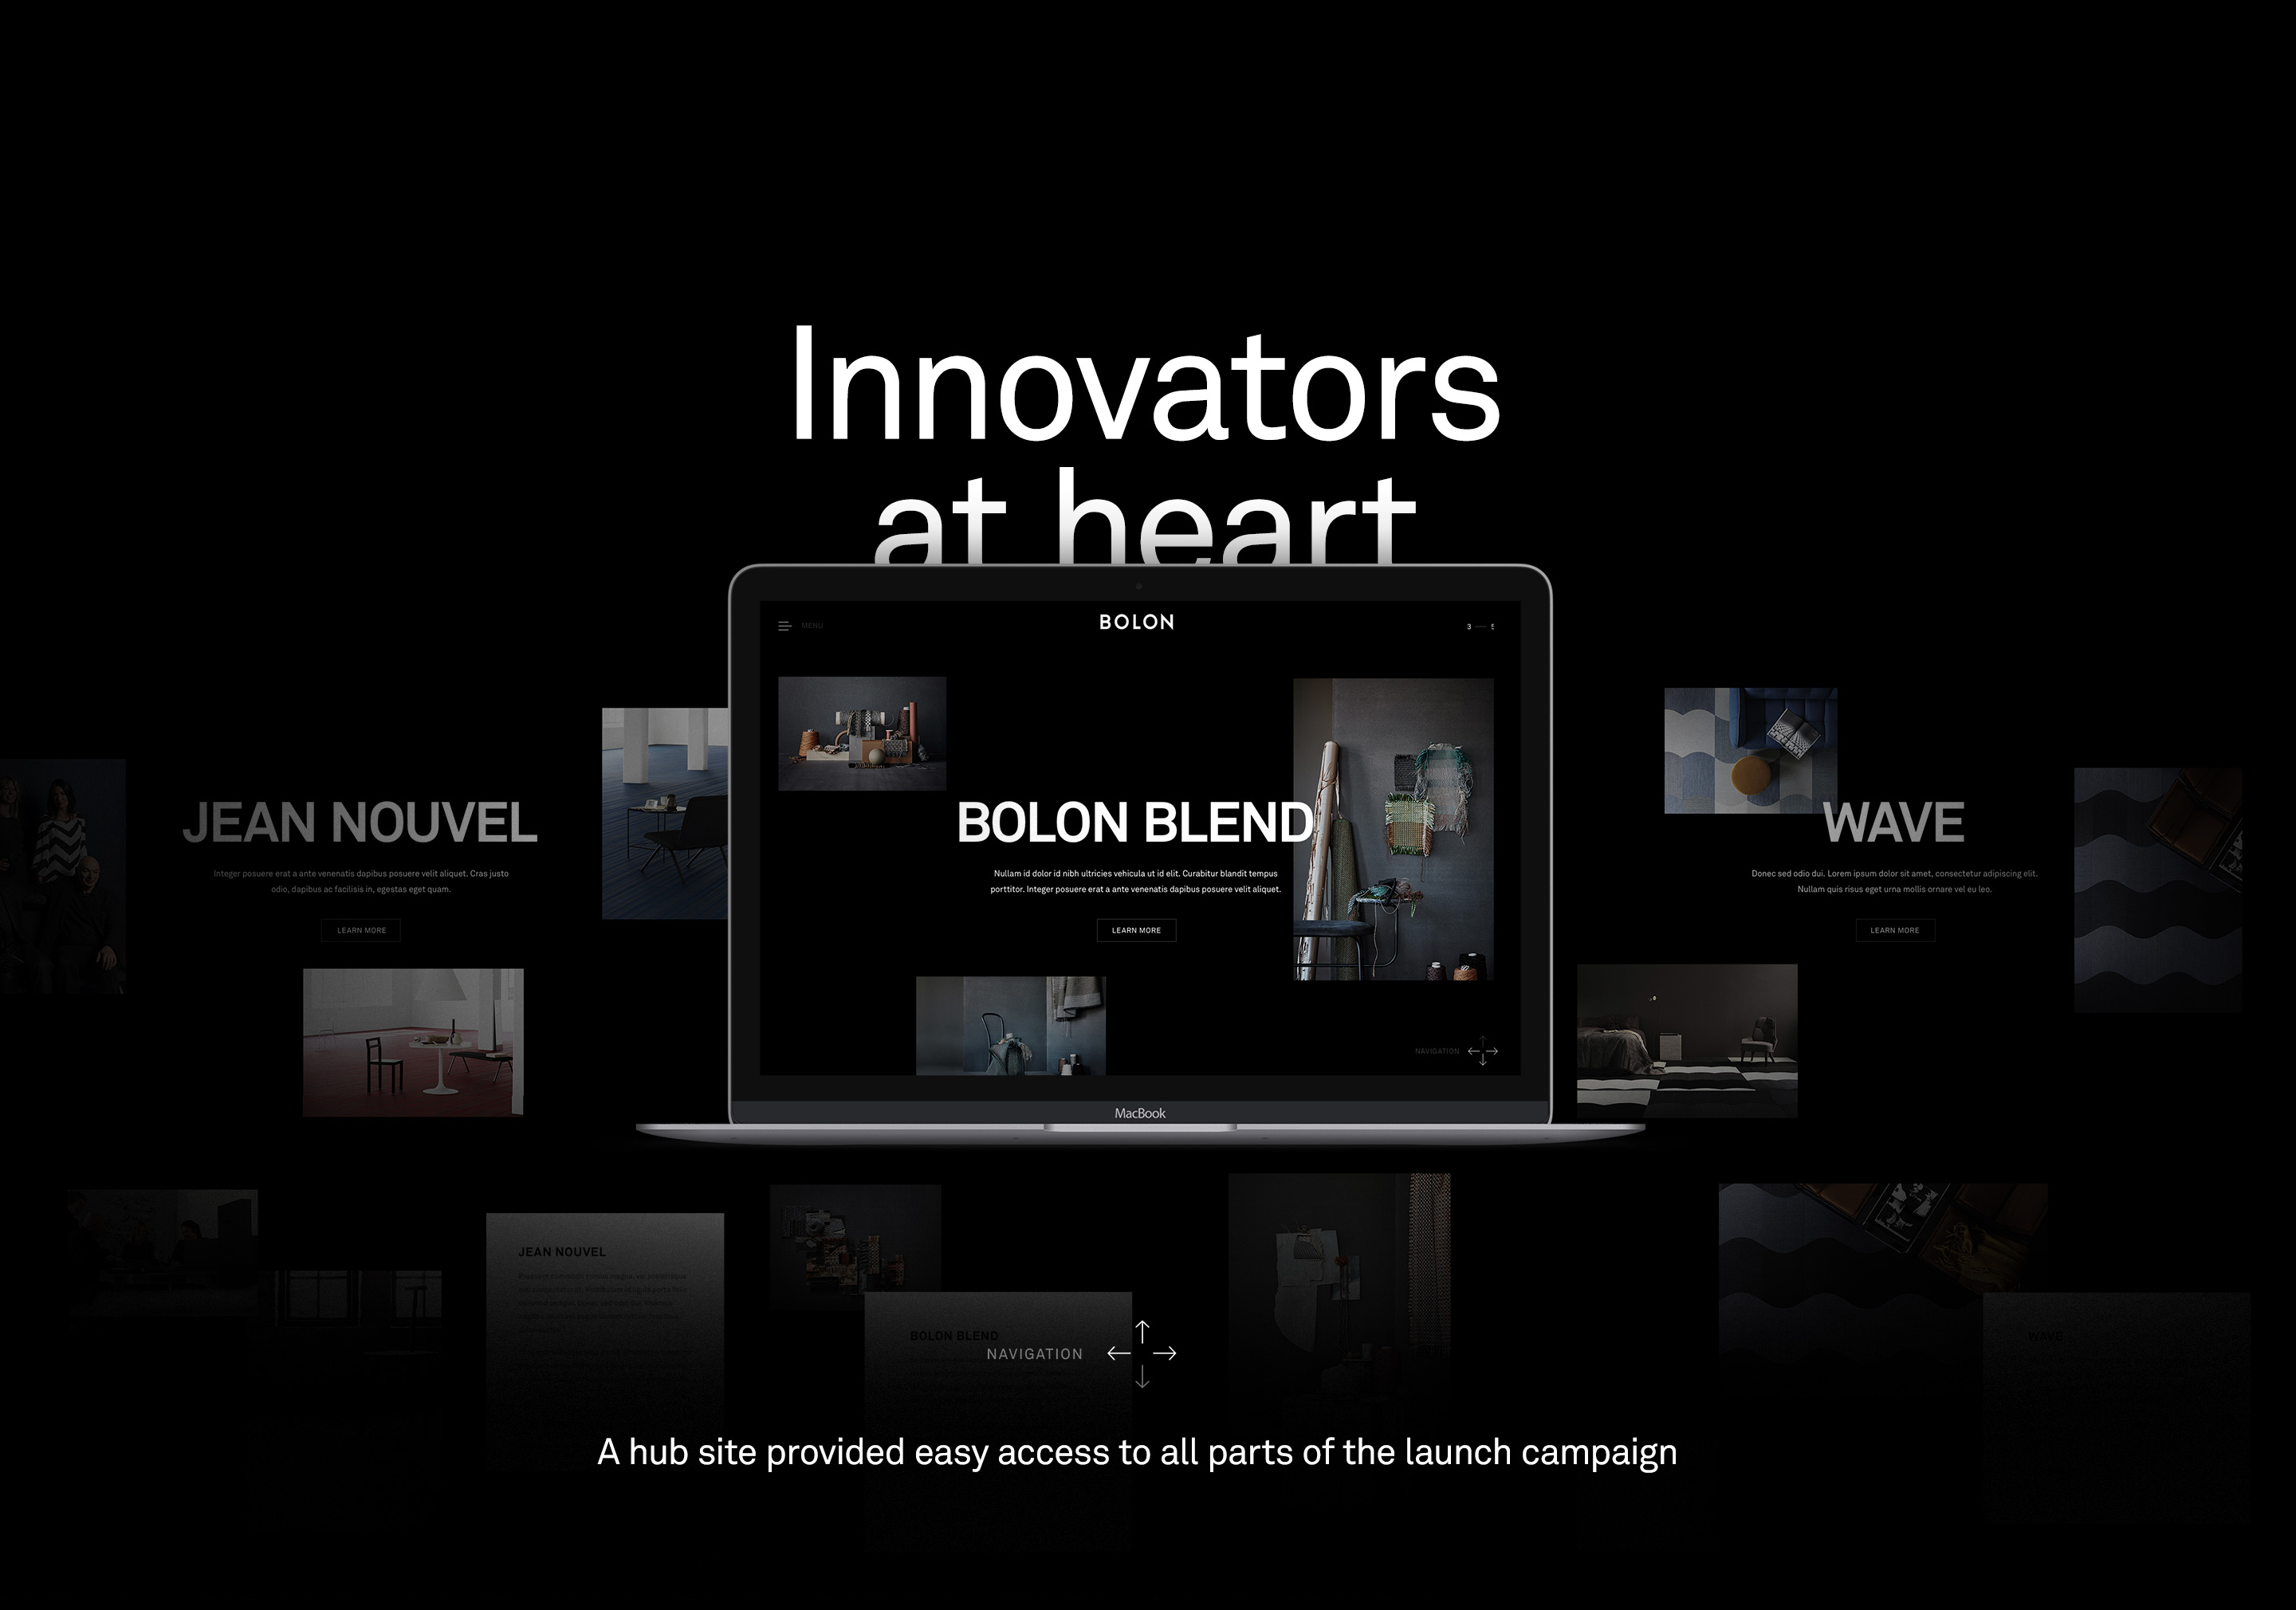 Innovators
at heart
MENU
BOLON
3 — 5
JEAN NOUVEL
Integer posuere erat a ante venenatis dapibus posuere velit aliquet. Cras justo
odio, dapibus ac facilisis in, egestas eget quam.
LEARN MORE
BOLON BLEND
Nullam id dolor id nibh ultricies vehicula ut id elit. Curabitur blandit tempus
porttitor. Integer posuere erat a ante venenatis dapibus posuere velit aliquet.
LEARN MORE
WAVE
Donec sed odio dui. Lorem ipsum dolor sit amet, consectetur adipiscing elit.
Nullam quis risus eget urna mollis ornare vel eu leo.
LEARN MORE
NAVIGATION
MacBook
JEAN NOUVEL
BOLON BLEND
WAVE
NAVIGATION
A hub site provided easy access to all parts of the launch campaign